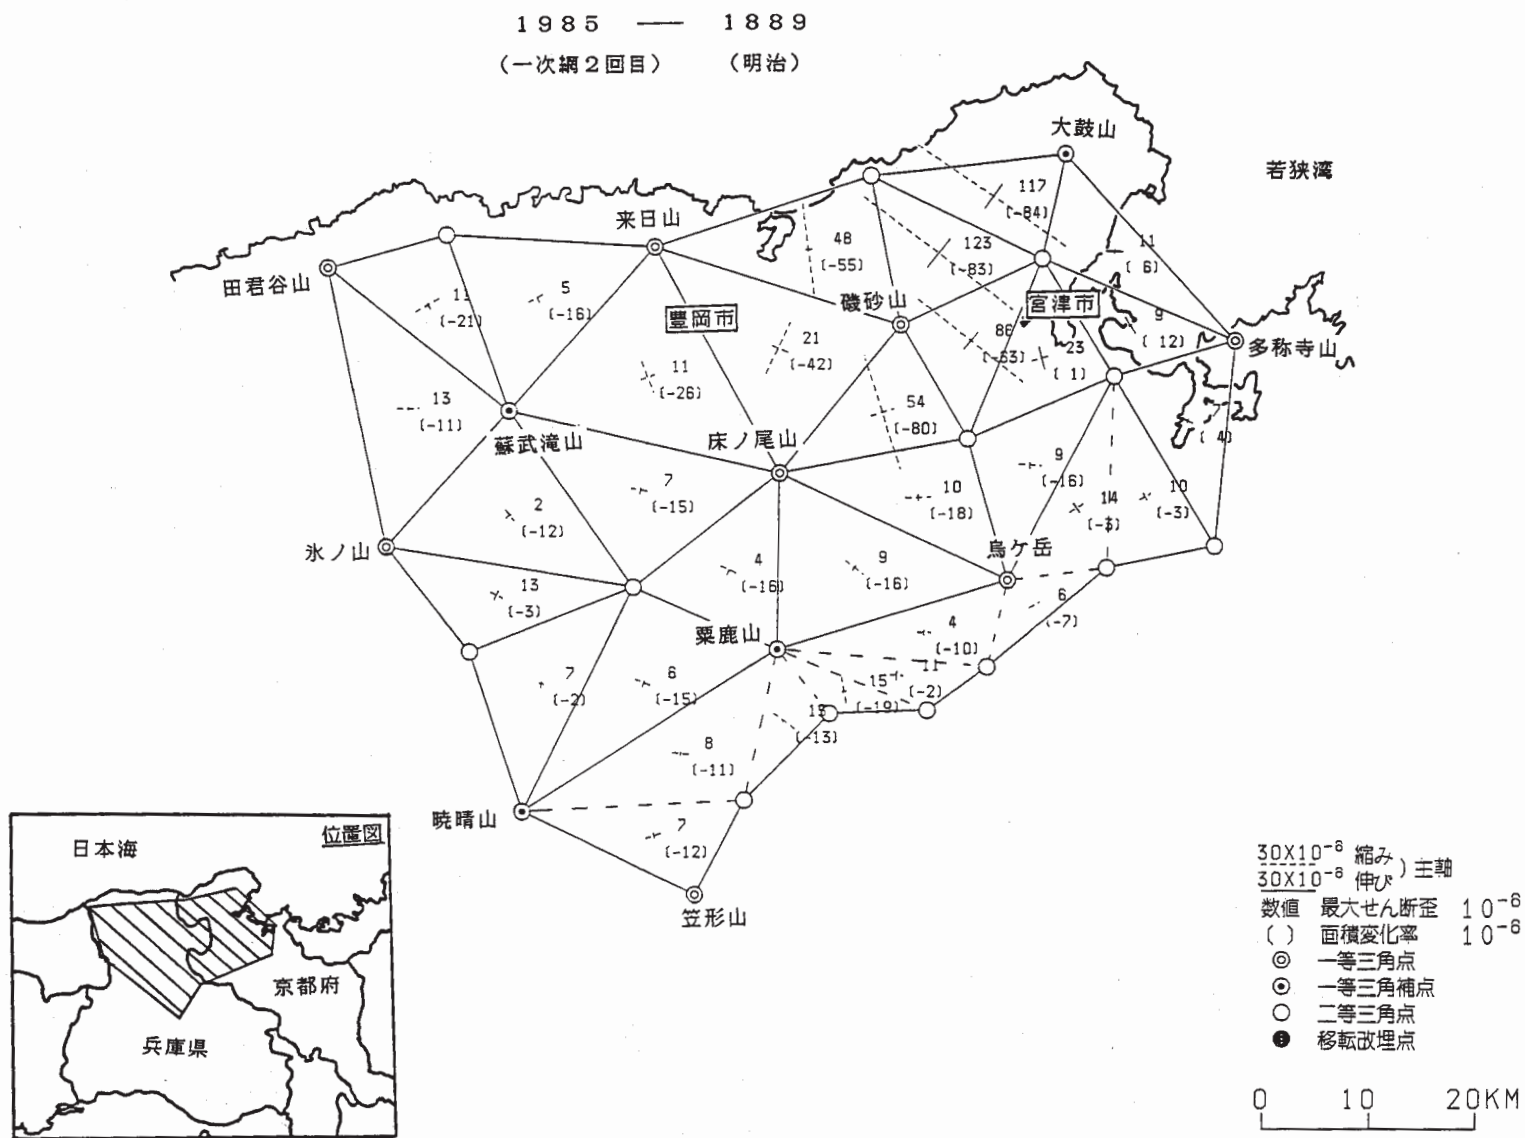 1985 — 1889
（一次網２回目） （明治）
大鼓山
若狭湾
117
(-84)
来日山
48
(-55)
123
(-83)
11
( 6)
田君谷山
11
(-21)
5
(-16)
豊岡市
磯砂山
宮津市
9
( 12)
多称寺山
21
(-42)
86
(-63)
23
( 1)
11
(-26)
13
(-11)
54
(-80)
7
( 4)
蘇武滝山
床ノ尾山
9
(-16)
7
(-15)
10
(-18)
14
10
(-3)
2
(-12)
氷ノ山
烏ケ岳
4
(-16)
9
(-16)
13
(-3)
6
(-7)
粟鹿山
4
(-10)
11
(-2)
7
(-2)
6
(-15)
15
(-19)
(-13)
8
(-11)
暁晴山
7
(-12)
笠形山
位置図
日本海
京都府
兵庫県
30X10⁻⁶ 縮み
30X10⁻⁶ 伸び ) 主軸
数値 最大せん断歪 10⁻⁶
( ) 面積変化率 10⁻⁶
◎ 一等三角点
⦿ 一等三角補点
○ 二等三角点
移転改埋点
0 10 20KM